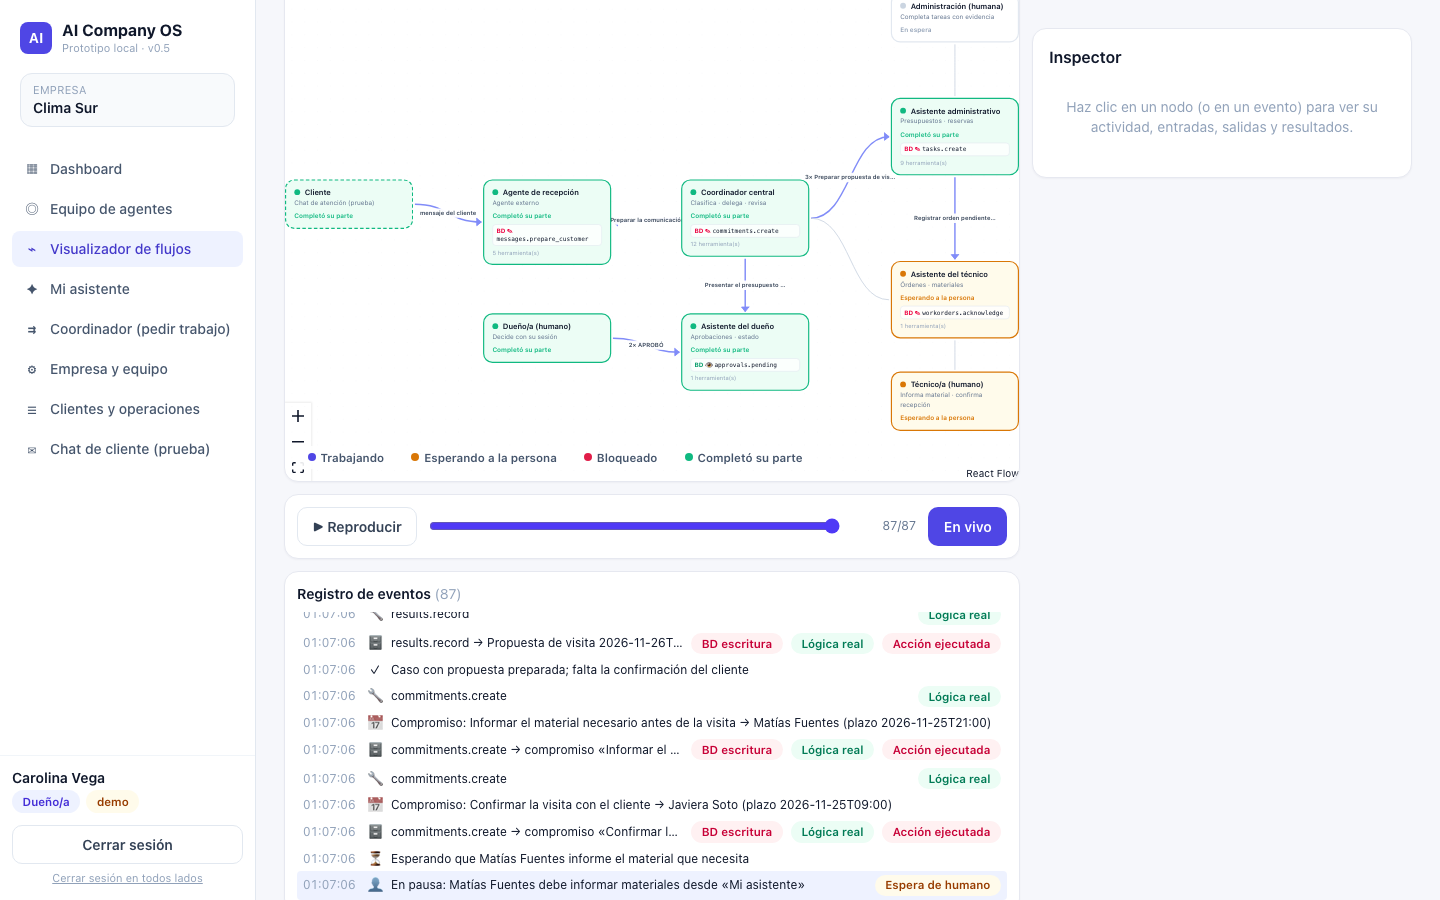 AI
AI Company OS
Prototipo local · v0.5
EMPRESA
Clima Sur
Dashboard
Equipo de agentes
Visualizador de flujos
Mi asistente
Coordinador (pedir trabajo)
Empresa y equipo
Clientes y operaciones
Chat de cliente (prueba)
Carolina Vega
Dueño/a
demo
Cerrar sesión
Cerrar sesión en todos lados
Administración (humana)
Completa tareas con evidencia
En espera
Asistente administrativo
Presupuestos · reservas
Completó su parte
BD ✎ tasks.create
9 herramienta(s)
3× Preparar propuesta de vis...
Cliente
Chat de atención (prueba)
Completó su parte
mensaje del cliente
Agente de recepción
Agente externo
Completó su parte
BD ✎
messages.prepare_customer
5 herramienta(s)
Preparar la comunicació
Coordinador central
Clasifica · delega · revisa
Completó su parte
BD ✎ commitments.create
12 herramienta(s)
Registrar orden pendiente...
Presentar el presupuesto ...
Asistente del técnico
Órdenes · materiales
Esperando a la persona
BD ✎ workorders.acknowledge
1 herramienta(s)
Dueño/a (humano)
Decide con su sesión
Completó su parte
2× APROBÓ
Asistente del dueño
Aprobaciones · estado
Completó su parte
BD 👁 approvals.pending
1 herramienta(s)
Técnico/a (humano)
Informa material · confirma
recepción
Esperando a la persona
Trabajando
Esperando a la persona
Bloqueado
Completó su parte
React Flow
▶ Reproducir
87/87
En vivo
Registro de eventos (87)
01:07:06 results.record Lógica real
01:07:06 results.record → Propuesta de visita 2026-11-26T... BD escritura Lógica real Acción ejecutada
01:07:06 ✓ Caso con propuesta preparada; falta la confirmación del cliente
01:07:06 commitments.create Lógica real
01:07:06 Compromiso: Informar el material necesario antes de la visita → Matías Fuentes (plazo 2026-11-25T21:00)
01:07:06 commitments.create → compromiso «Informar el ... BD escritura Lógica real Acción ejecutada
01:07:06 commitments.create Lógica real
01:07:06 Compromiso: Confirmar la visita con el cliente → Javiera Soto (plazo 2026-11-25T09:00)
01:07:06 commitments.create → compromiso «Confirmar l... BD escritura Lógica real Acción ejecutada
01:07:06 Esperando que Matías Fuentes informe el material que necesita
01:07:06 En pausa: Matías Fuentes debe informar materiales desde «Mi asistente» Espera de humano
Inspector
Haz clic en un nodo (o en un evento) para ver su
actividad, entradas, salidas y resultados.